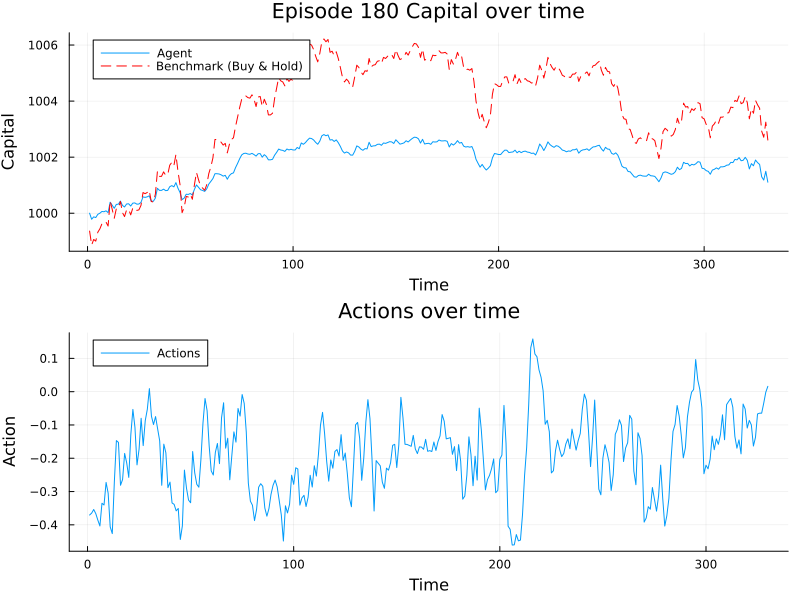 Episode 180 Capital over time
Agent
Benchmark (Buy & Hold)
Capital
1006
1004
1002
1000
0
100
200
300
Time
Actions over time
Actions
Action
0.1
0.0
−0.1
−0.2
−0.3
−0.4
0
100
200
300
Time